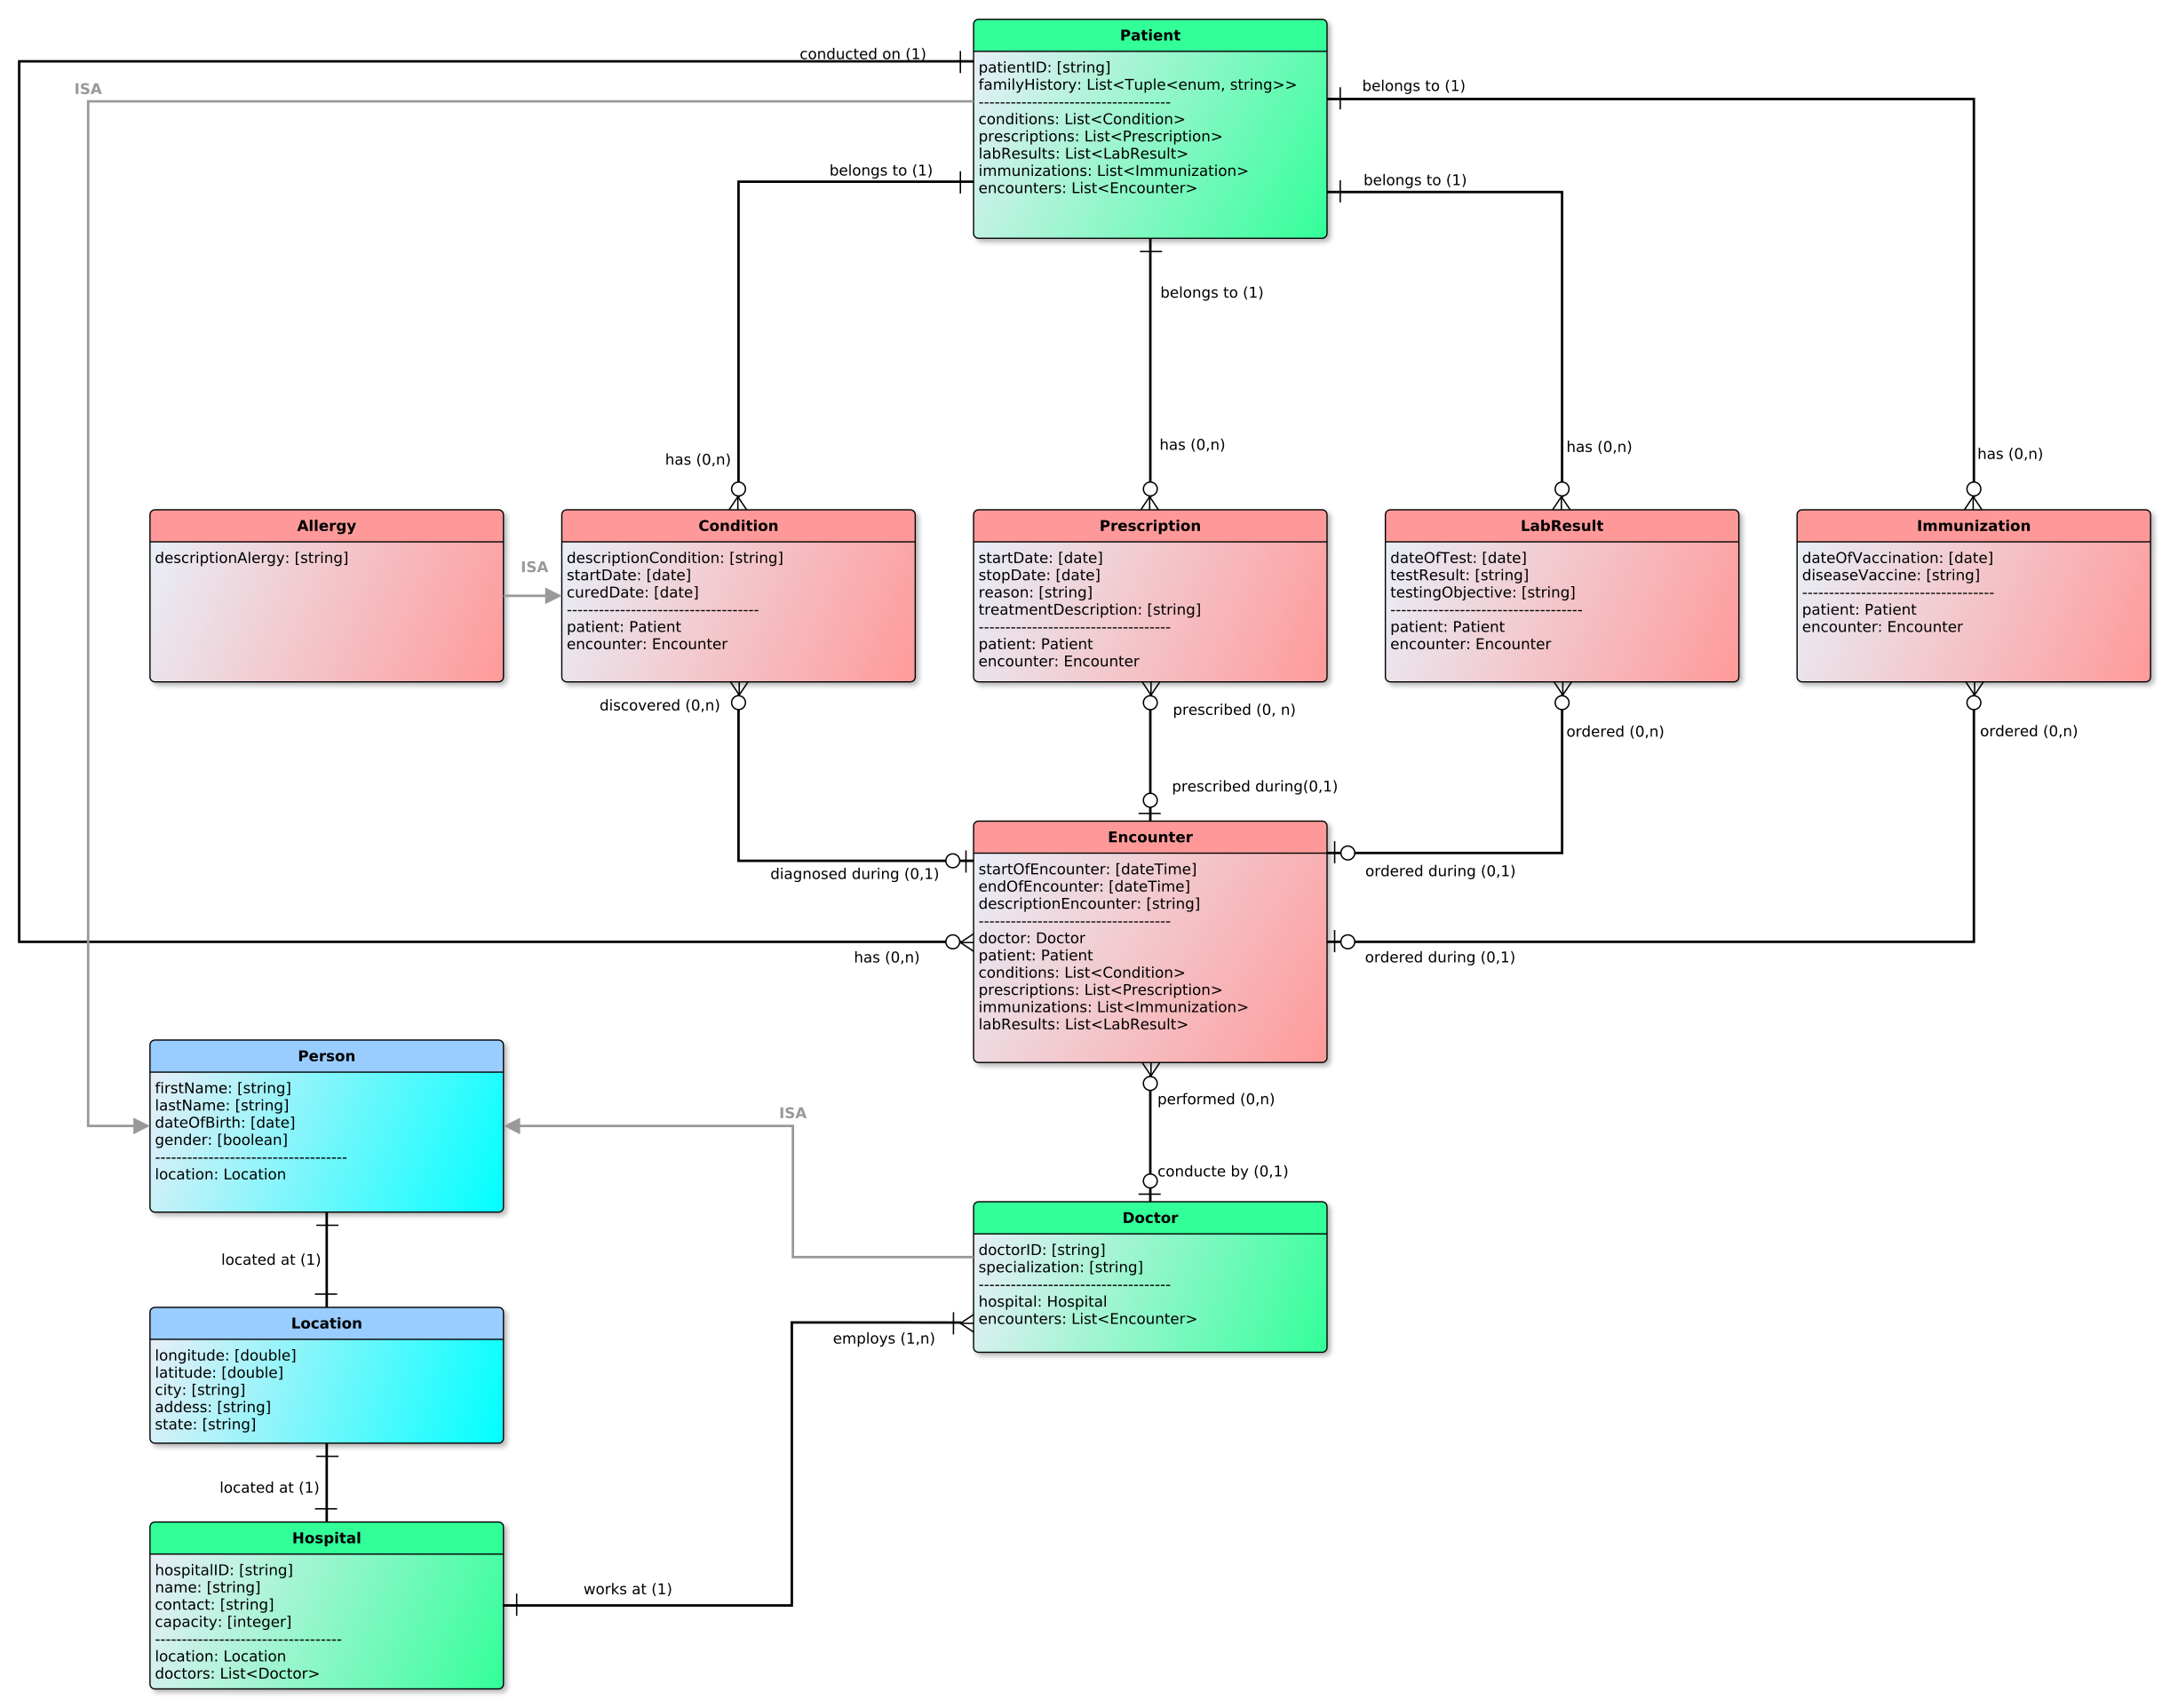 Patient
patientID: [string]
familyHistory: List<Tuple<enum, string>>
------------------------------------
conditions: List<Condition>
prescriptions: List<Prescription>
labResults: List<LabResult>
immunizations: List<Immunization>
encounters: List<Encounter>
conducted on (1)
ISA
belongs to (1)
belongs to (1)
belongs to (1)
belongs to (1)
has (0,n)
has (0,n)
has (0,n)
has (0,n)
Allergy
descriptionAlergy: [string]
ISA
Condition
descriptionCondition: [string]
startDate: [date]
curedDate: [date]
------------------------------------
patient: Patient
encounter: Encounter
Prescription
startDate: [date]
stopDate: [date]
reason: [string]
treatmentDescription: [string]
------------------------------------
patient: Patient
encounter: Encounter
LabResult
dateOfTest: [date]
testResult: [string]
testingObjective: [string]
------------------------------------
patient: Patient
encounter: Encounter
Immunization
dateOfVaccination: [date]
diseaseVaccine: [string]
------------------------------------
patient: Patient
encounter: Encounter
discovered (0,n)
prescribed (0, n)
ordered (0,n)
ordered (0,n)
prescribed during(0,1)
diagnosed during (0,1)
ordered during (0,1)
has (0,n)
ordered during (0,1)
Encounter
startOfEncounter: [dateTime]
endOfEncounter: [dateTime]
descriptionEncounter: [string]
------------------------------------
doctor: Doctor
patient: Patient
conditions: List<Condition>
prescriptions: List<Prescription>
immunizations: List<Immunization>
labResults: List<LabResult>
Person
firstName: [string]
lastName: [string]
dateOfBirth: [date]
gender: [boolean]
------------------------------------
location: Location
ISA
performed (0,n)
conducte by (0,1)
Doctor
doctorID: [string]
specialization: [string]
------------------------------------
hospital: Hospital
encounters: List<Encounter>
located at (1)
Location
longitude: [double]
latitude: [double]
city: [string]
addess: [string]
state: [string]
employs (1,n)
located at (1)
Hospital
hospitalID: [string]
name: [string]
contact: [string]
capacity: [integer]
-----------------------------------
location: Location
doctors: List<Doctor>
works at (1)